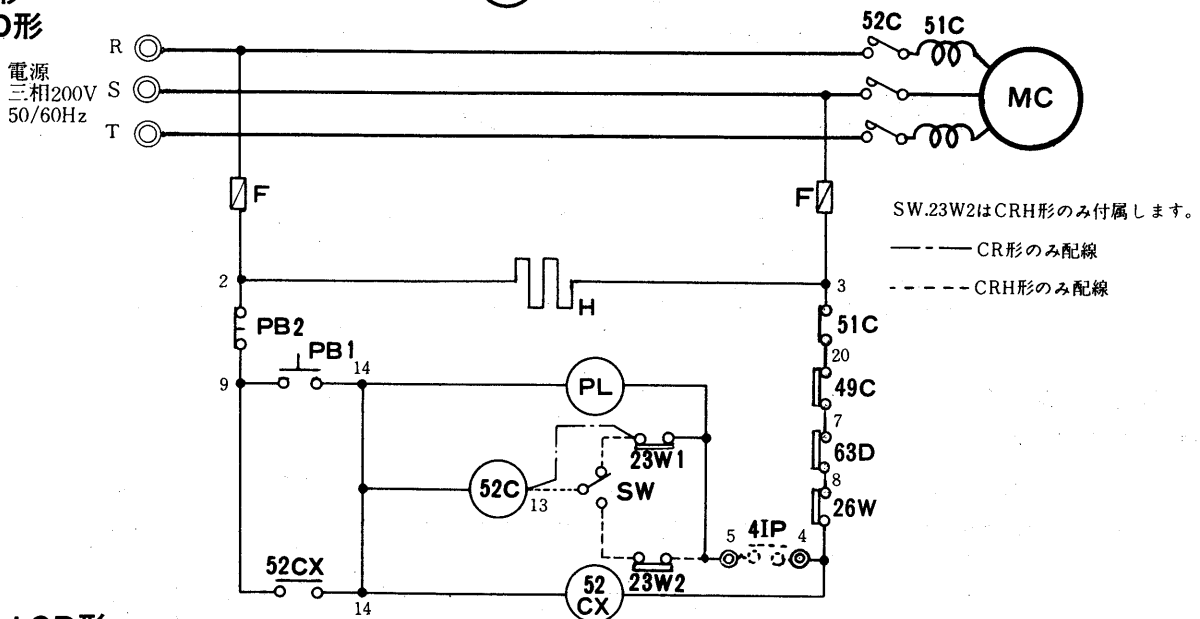 D形
52C 51C
R
電源
三相200V S
50/60Hz
T
MC
F
F
SW.23W2はCRH形のみ付属します。
CR形のみ配線
CRH形のみ配線
2
3
H
PB2
51C
PB1
20
9
14
PL
49C
7
63D
23W1
52C
SW
8
13
26W
5 4IP 4
52CX
23W2
52
CX
14